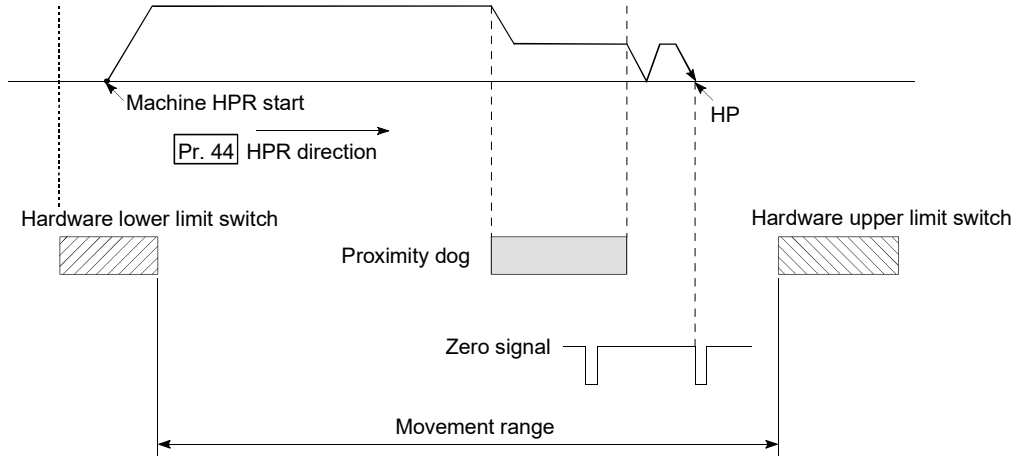 Machine HPR start
HP
Pr. 44 HPR direction
Hardware lower limit switch
Hardware upper limit switch
Proximity dog
Zero signal
Movement range